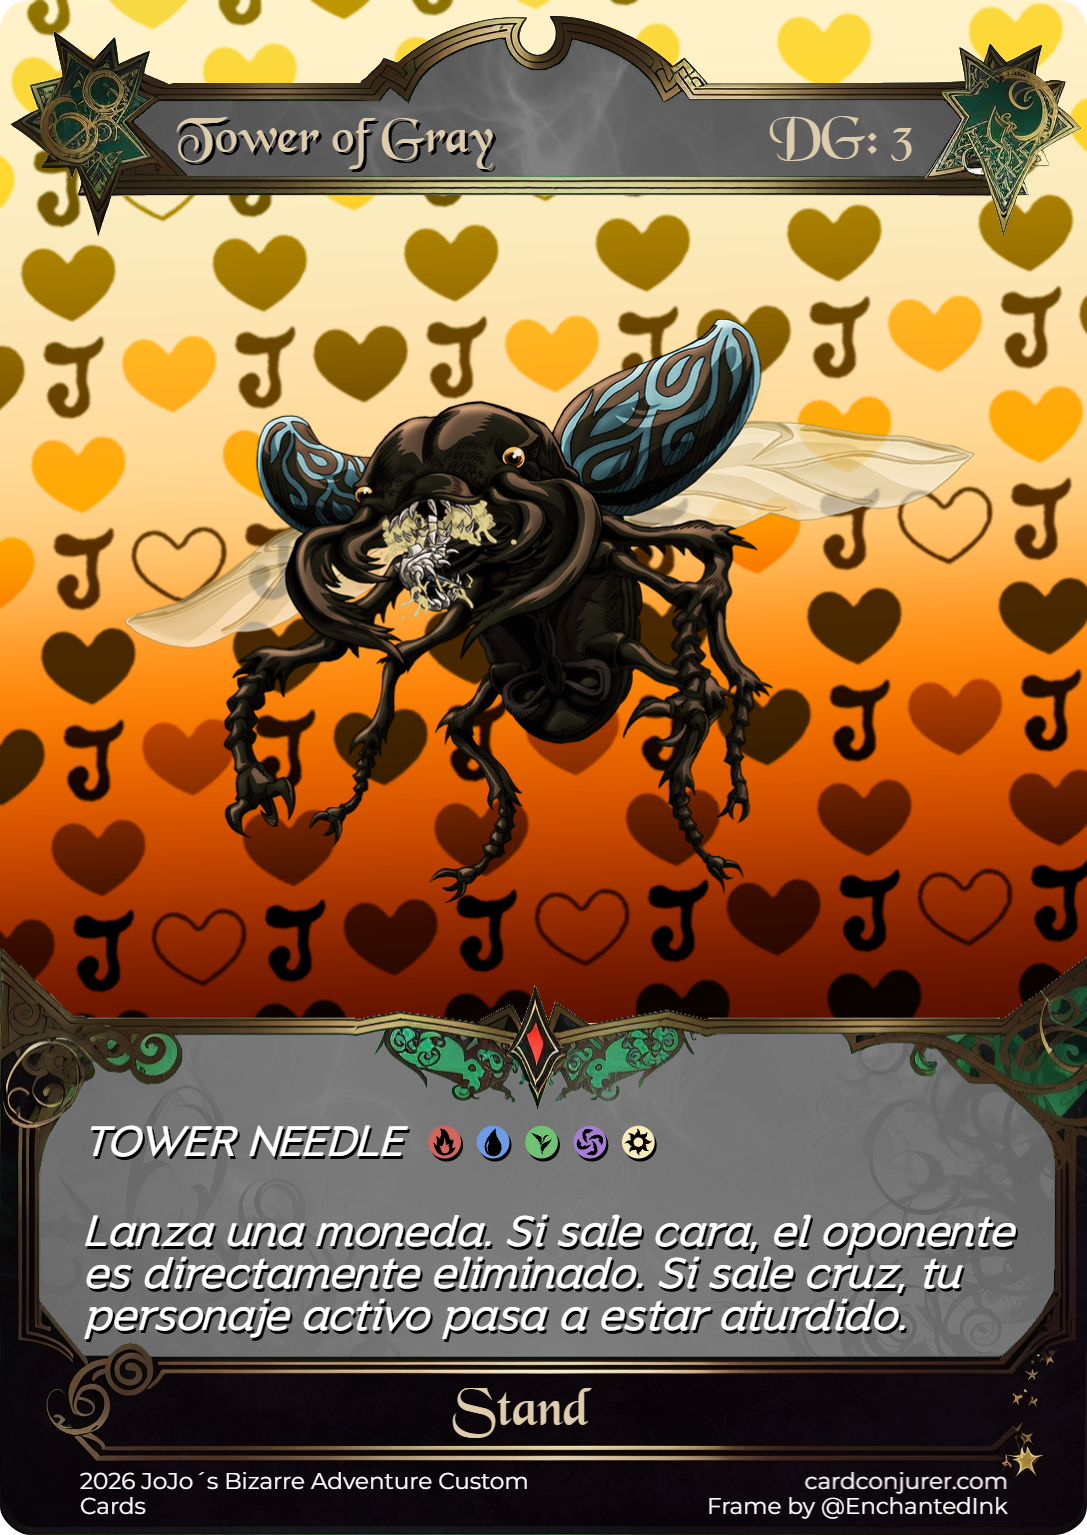 Tower of Gray DG: 3
TOWER NEEDLE
Lanza una moneda. Si sale cara, el oponente
es directamente eliminado. Si sale cruz, tu
personaje activo pasa a estar aturdido.
Stand
2026 JoJo´s Bizarre Adventure Custom
Cards
cardconjurer.com
Frame by @EnchantedInk